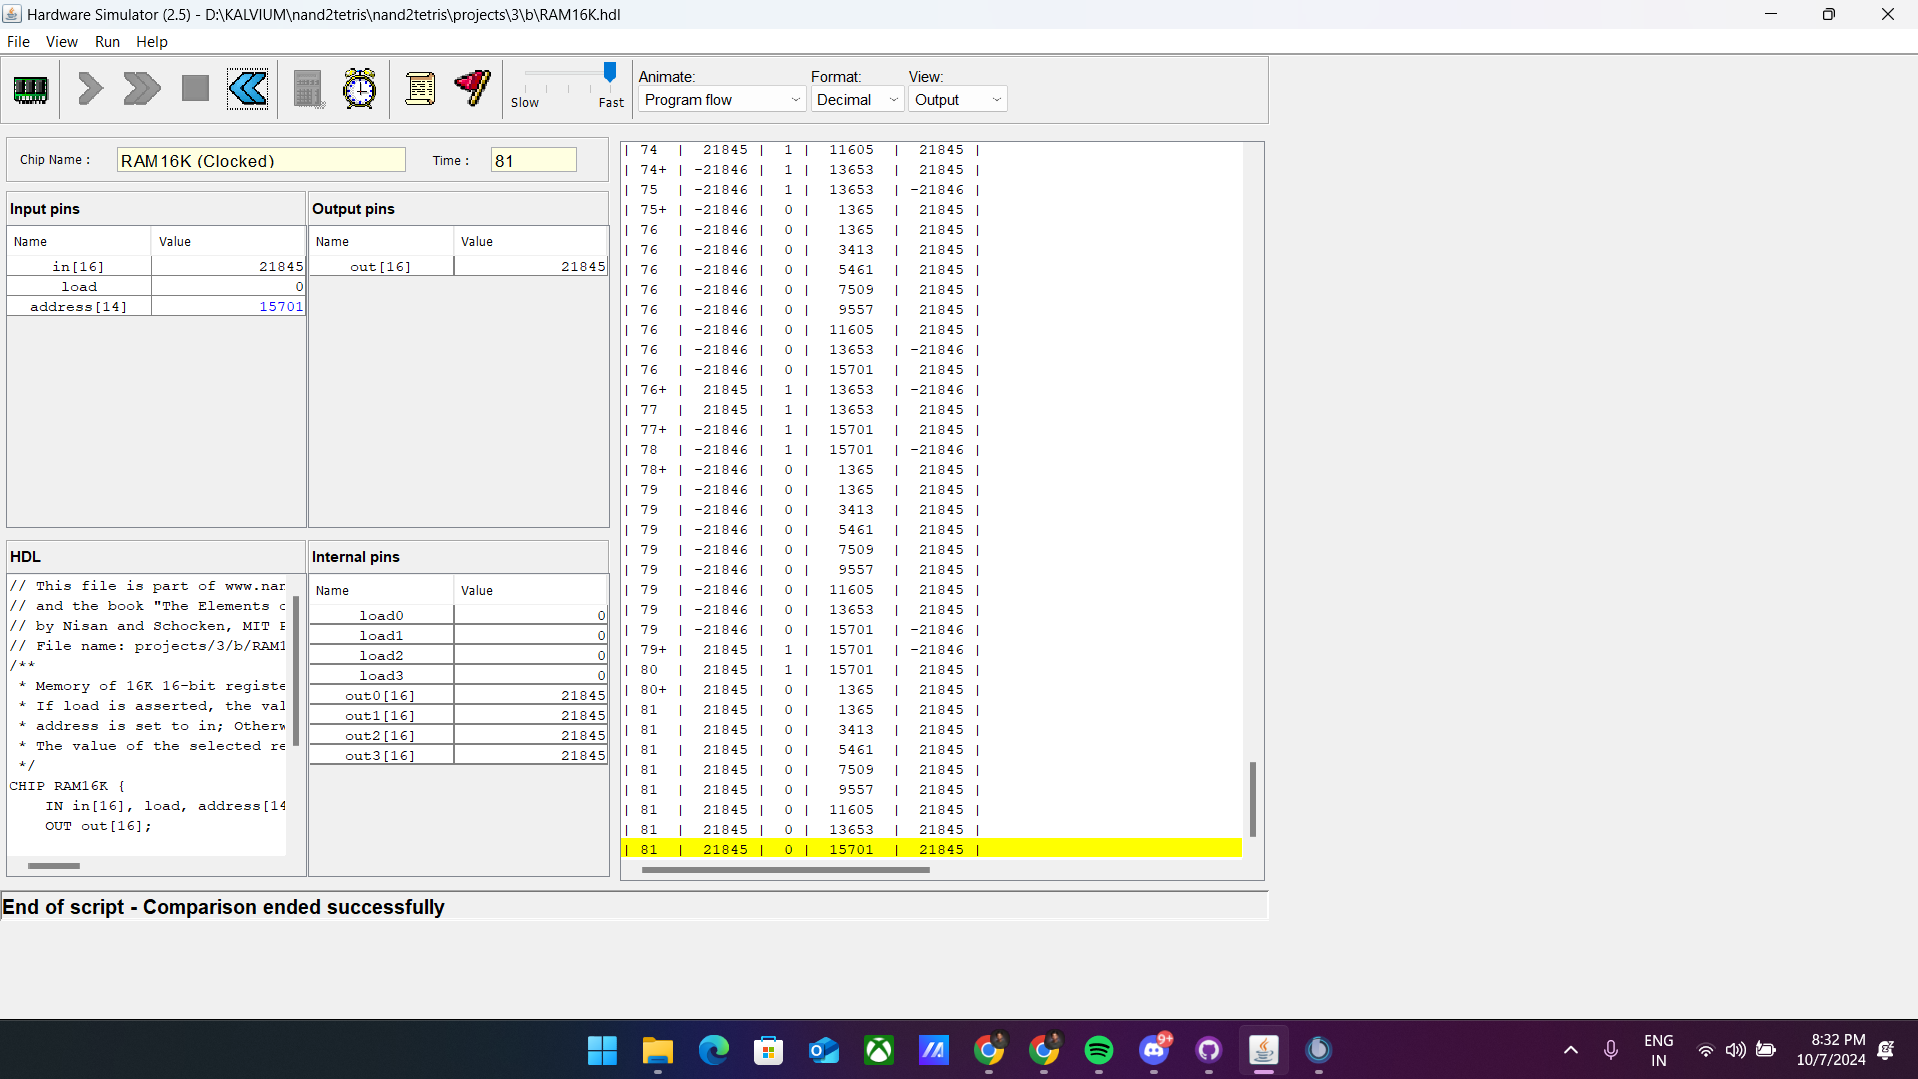 Hardware Simulator (2.5) - D:\KALVIUM\nand2tetris\nand2tetris\projects\3\b\RAM16K.hdl
File View Run Help
Slow Fast
Animate: Format: View:
Program flow Decimal Output
Chip Name : RAM16K (Clocked) Time : 81
Input pins
Name Value
in[16] 21845
load 0
address[14] 15701
Output pins
Name Value
out[16] 21845
HDL
// This file is part of www.nan
// and the book "The Elements o
// by Nisan and Schocken, MIT P
// File name: projects/3/b/RAM1
/**
* Memory of 16K 16-bit registe
* If load is asserted, the val
* address is set to in; Otherw
* The value of the selected re
*/
CHIP RAM16K {
IN in[16], load, address[14
OUT out[16];
Internal pins
Name Value
load0 0
load1 0
load2 0
load3 0
out0[16] 21845
out1[16] 21845
out2[16] 21845
out3[16] 21845
| 74 | 21845 | 1 | 11605 | 21845 |
| 74+ | -21846 | 1 | 13653 | 21845 |
| 75 | -21846 | 1 | 13653 | -21846 |
| 75+ | -21846 | 0 | 1365 | 21845 |
| 76 | -21846 | 0 | 1365 | 21845 |
| 76 | -21846 | 0 | 3413 | 21845 |
| 76 | -21846 | 0 | 5461 | 21845 |
| 76 | -21846 | 0 | 7509 | 21845 |
| 76 | -21846 | 0 | 9557 | 21845 |
| 76 | -21846 | 0 | 11605 | 21845 |
| 76 | -21846 | 0 | 13653 | -21846 |
| 76 | -21846 | 0 | 15701 | 21845 |
| 76+ | 21845 | 1 | 13653 | -21846 |
| 77 | 21845 | 1 | 13653 | 21845 |
| 77+ | -21846 | 1 | 15701 | 21845 |
| 78 | -21846 | 1 | 15701 | -21846 |
| 78+ | -21846 | 0 | 1365 | 21845 |
| 79 | -21846 | 0 | 1365 | 21845 |
| 79 | -21846 | 0 | 3413 | 21845 |
| 79 | -21846 | 0 | 5461 | 21845 |
| 79 | -21846 | 0 | 7509 | 21845 |
| 79 | -21846 | 0 | 9557 | 21845 |
| 79 | -21846 | 0 | 11605 | 21845 |
| 79 | -21846 | 0 | 13653 | 21845 |
| 79 | -21846 | 0 | 15701 | -21846 |
| 79+ | 21845 | 1 | 15701 | -21846 |
| 80 | 21845 | 1 | 15701 | 21845 |
| 80+ | 21845 | 0 | 1365 | 21845 |
| 81 | 21845 | 0 | 1365 | 21845 |
| 81 | 21845 | 0 | 3413 | 21845 |
| 81 | 21845 | 0 | 5461 | 21845 |
| 81 | 21845 | 0 | 7509 | 21845 |
| 81 | 21845 | 0 | 9557 | 21845 |
| 81 | 21845 | 0 | 11605 | 21845 |
| 81 | 21845 | 0 | 13653 | 21845 |
| 81 | 21845 | 0 | 15701 | 21845 |
End of script - Comparison ended successfully
9+
ENG
IN
8:32 PM
10/7/2024